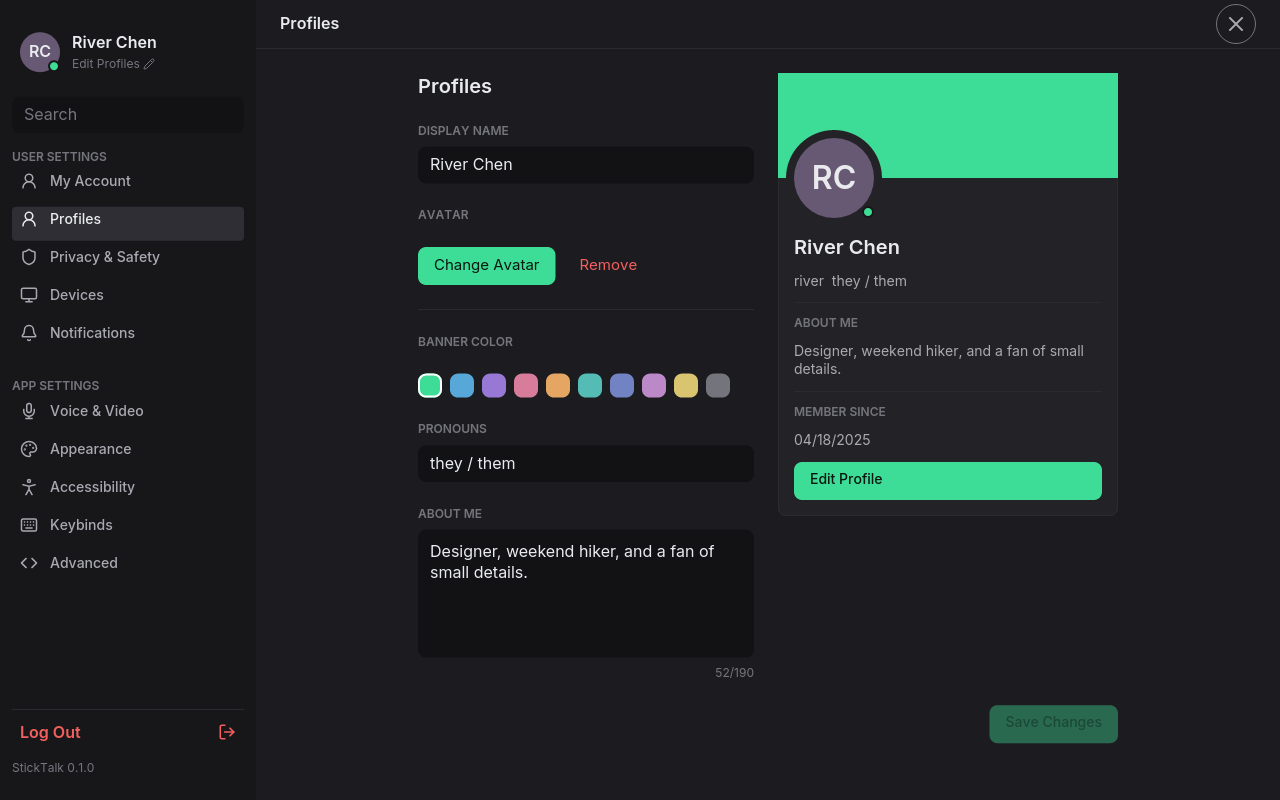 RC
River Chen
Edit Profiles
Search
USER SETTINGS
My Account
Profiles
Privacy & Safety
Devices
Notifications
APP SETTINGS
Voice & Video
Appearance
Accessibility
Keybinds
Advanced
Log Out
StickTalk 0.1.0
Profiles
Profiles
DISPLAY NAME
River Chen
AVATAR
Change Avatar
Remove
BANNER COLOR
PRONOUNS
they / them
ABOUT ME
Designer, weekend hiker, and a fan of
small details.
52/190
RC
River Chen
river they / them
ABOUT ME
Designer, weekend hiker, and a fan of small
details.
MEMBER SINCE
04/18/2025
Edit Profile
Save Changes